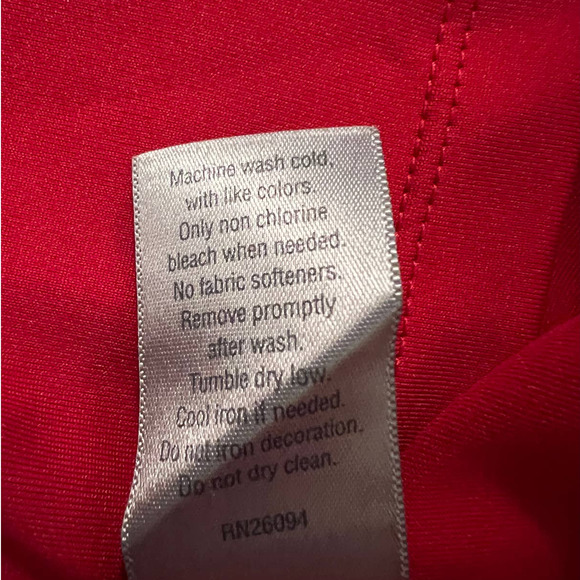 Machine wash cold,
with like colors.
Only non chlorine
bleach when needed.
No fabric softeners.
Remove promptly
after wash.
Tumble dry low.
Cool iron if needed.
Do not iron decoration.
Do not dry clean.
RN26094